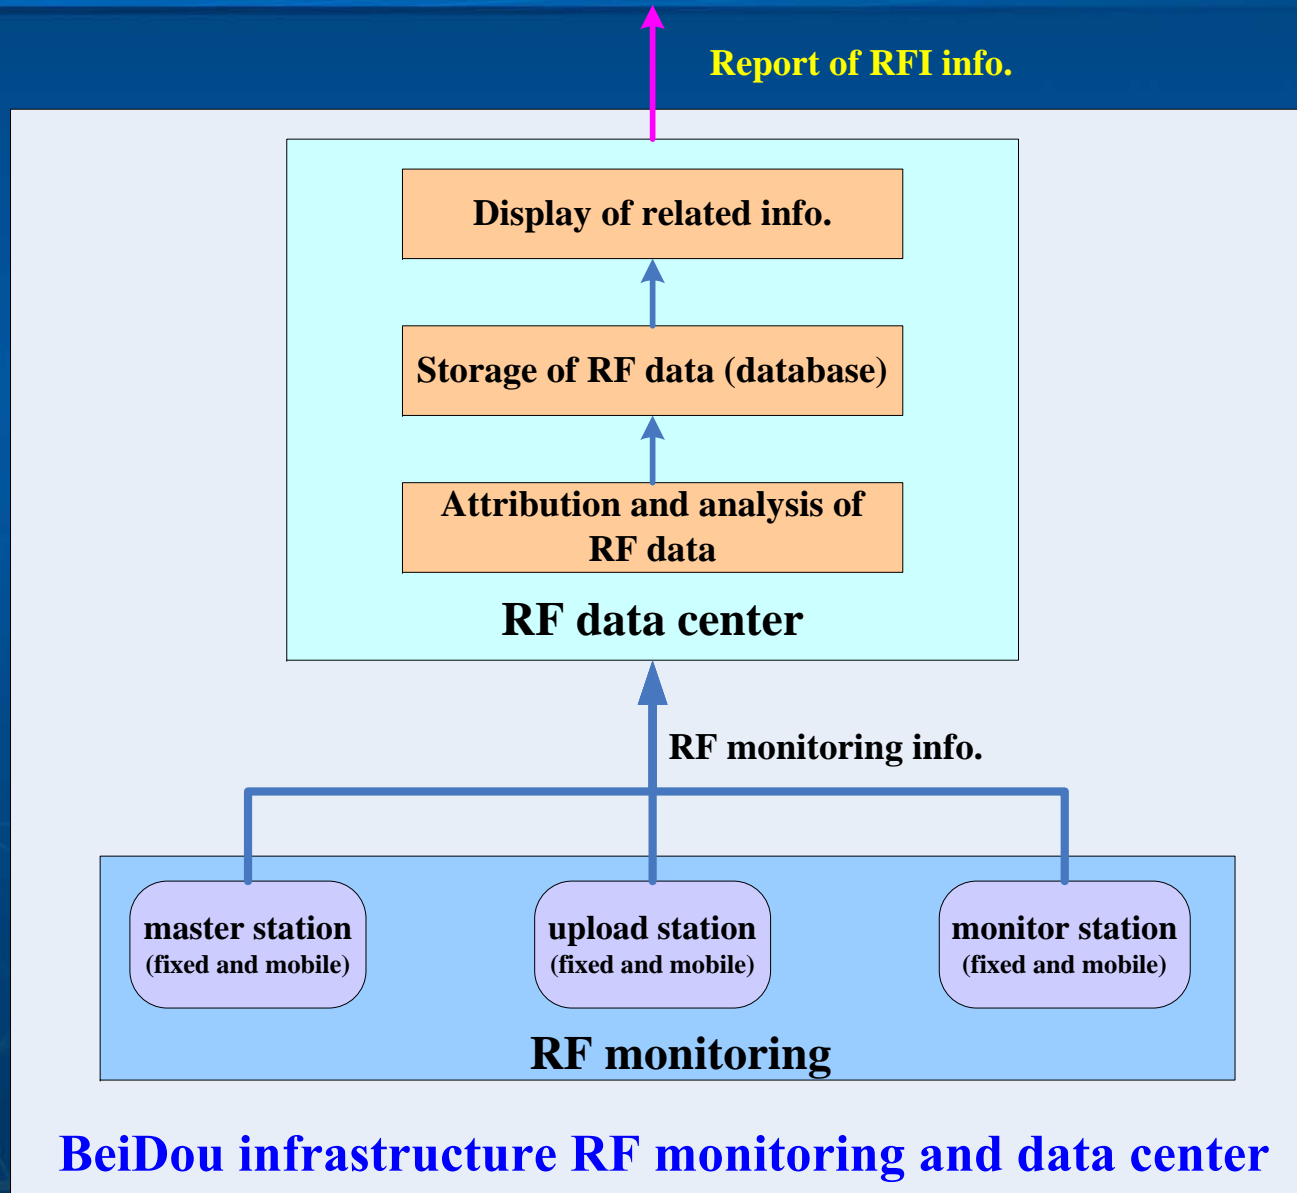 Report of RFI info.
Display of related info.
Storage of RF data (database)
Attribution and analysis of
RF data
RF data center
RF monitoring info.
master station
(fixed and mobile)
upload station
(fixed and mobile)
monitor station
(fixed and mobile)
RF monitoring
BeiDou infrastructure RF monitoring and data center